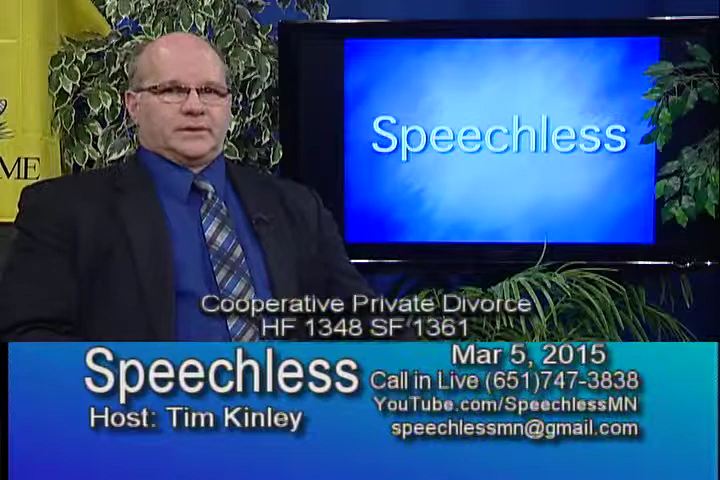 ME
Speechless
Cooperative Private Divorce
HF 1348 SF 1361
Speechless
Host: Tim Kinley
Mar 5, 2015
Call in Live (651)747-3838
YouTube.com/SpeechlessMN
speechlessmn@gmail.com